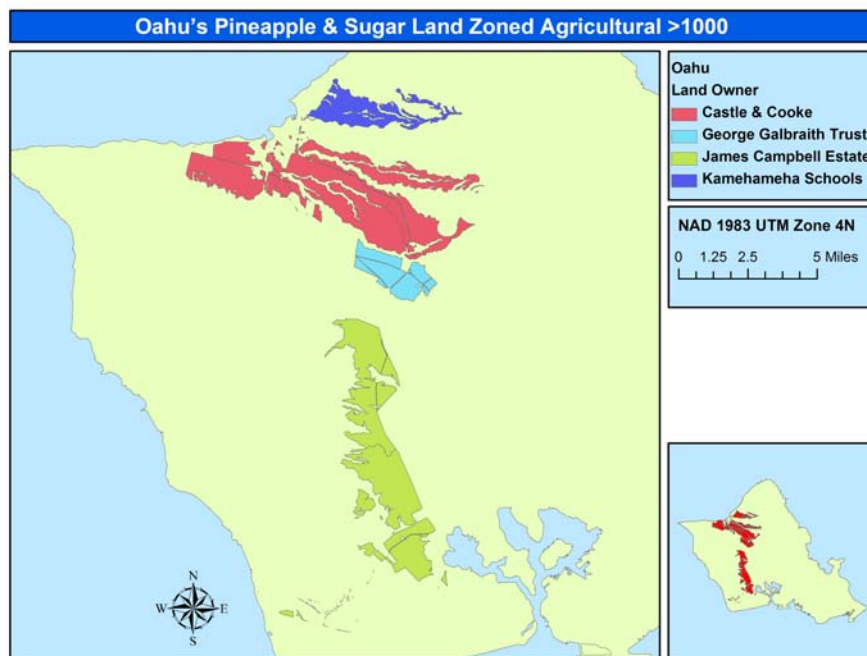 Oahu's Pineapple & Sugar Land Zoned Agricultural >1000
Oahu
Land Owner
Castle & Cooke
George Galbraith Trust
James Campbell Estate
Kamehameha Schools
NAD 1983 UTM Zone 4N
0 1.25 2.5 5 Miles
N
W E
S